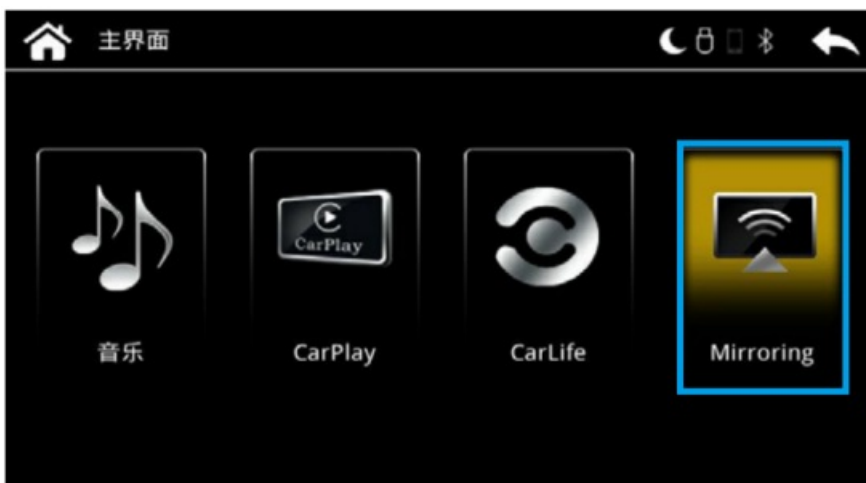 主界面
CarPlay
音乐
CarPlay
CarLife
Mirroring